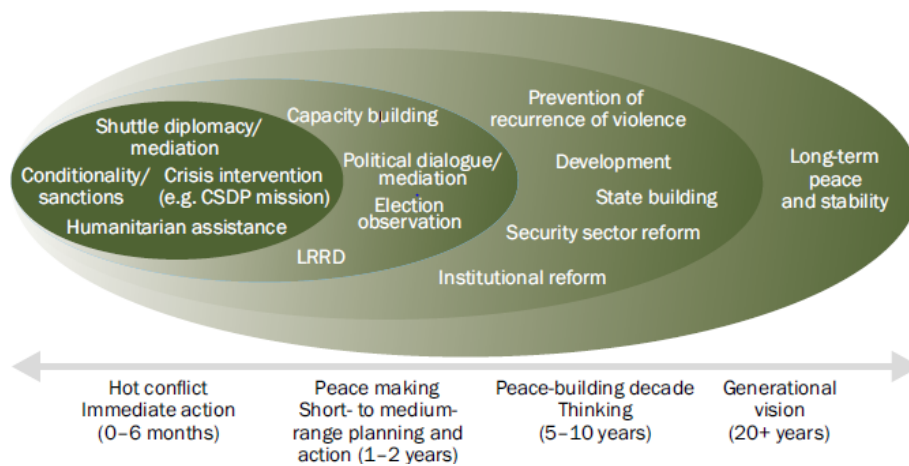 Shuttle diplomacy/
mediation
Conditionality/
sanctions
Crisis intervention
(e.g. CSDP mission)
Humanitarian assistance
Capacity building
Political dialogue/
mediation
Election
observation
LRRD
Prevention of
recurrence of violence
Development
State building
Security sector reform
Institutional reform
Long-term
peace
and stability
Hot conflict
Immediate action
(0–6 months)
Peace making
Short- to medium-
range planning and
action (1–2 years)
Peace-building decade
Thinking
(5–10 years)
Generational
vision
(20+ years)